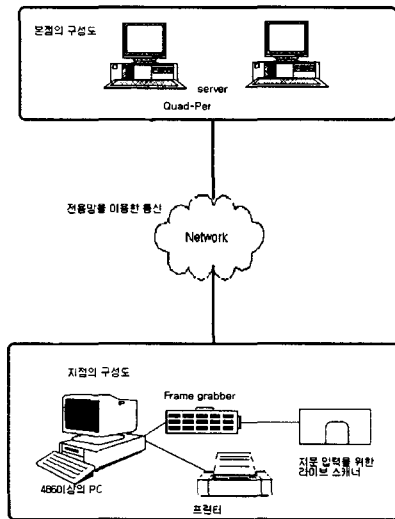 본점의 구성도
server
Quad-Per
전용망를 이용한 통신
Network
지점의 구성도
Frame grabber
486이상의 PC
프린터
지문 입력를 위한
라이브 스캐너